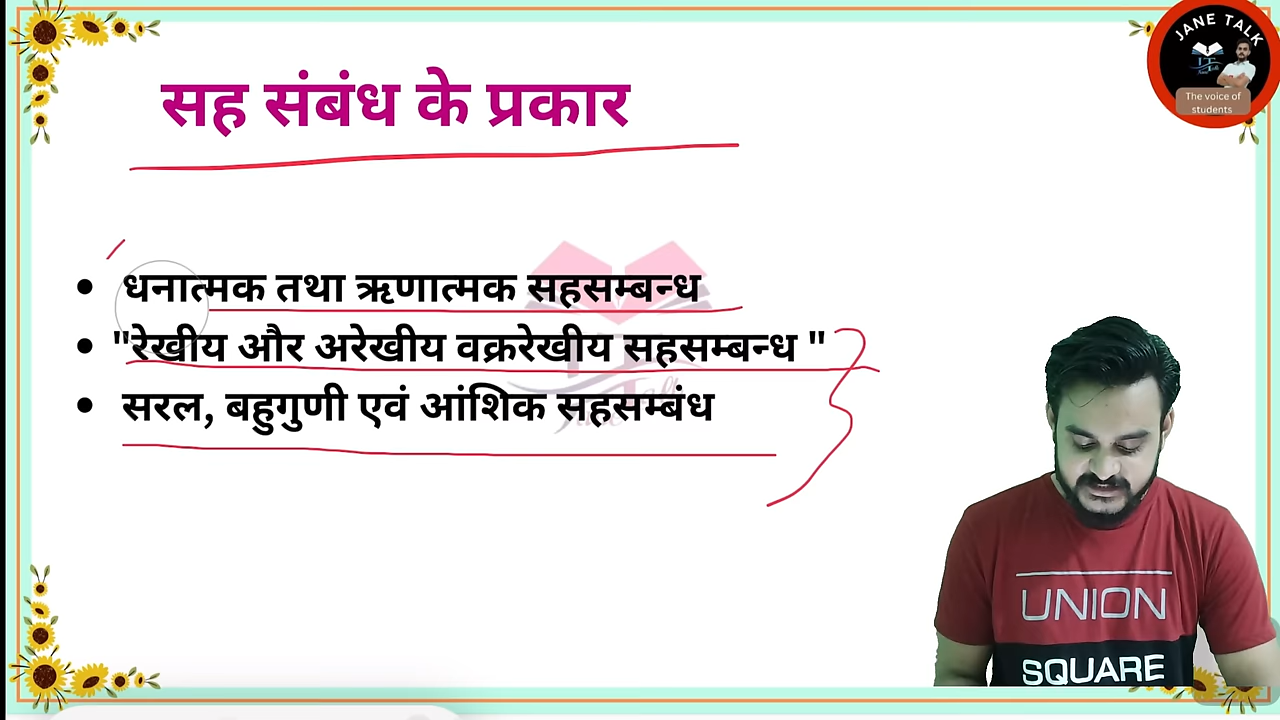 सह संबंध के प्रकार
JANE TALK
The voice of
students
• धनात्मक तथा ऋणात्मक सहसम्बन्ध
• "रेखीय और अरेखीय वक्ररेखीय सहसम्बन्ध "
• सरल, बहुगुणी एवं आंशिक सहसम्बंध
UNION
SQUARE